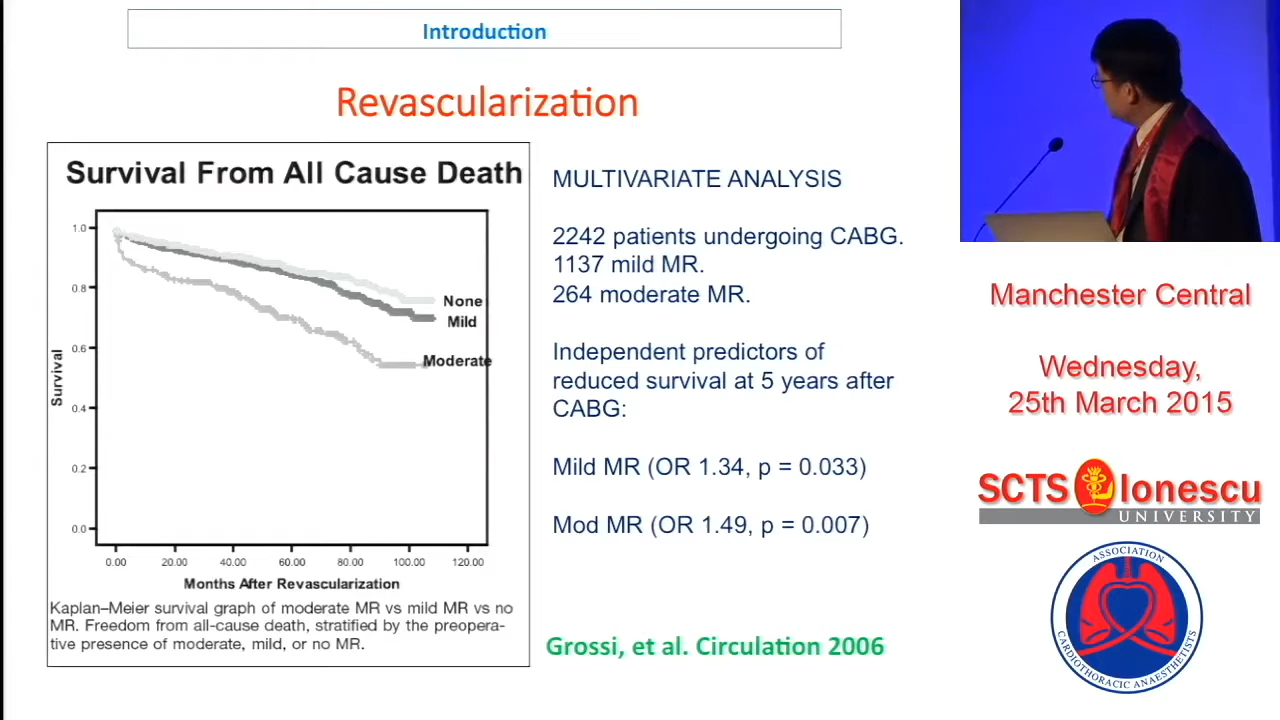 Introduction
Revascularization
Survival From All Cause Death
1.0
0.8
0.6
0.4
0.2
0.0
Survival
None
Mild
Moderate
0.00 20.00 40.00 60.00 80.00 100.00 120.00
Months After Revascularization
Kaplan–Meier survival graph of moderate MR vs mild MR vs no
MR. Freedom from all-cause death, stratified by the preopera-
tive presence of moderate, mild, or no MR.
MULTIVARIATE ANALYSIS
2242 patients undergoing CABG.
1137 mild MR.
264 moderate MR.
Independent predictors of
reduced survival at 5 years after
CABG:
Mild MR (OR 1.34, p = 0.033)
Mod MR (OR 1.49, p = 0.007)
Grossi, et al. Circulation 2006
Manchester Central
Wednesday,
25th March 2015
SCTS Ionescu
UNIVERSITY
ASSOCIATION
CARDIOTHORACIC ANAESTHETISTS